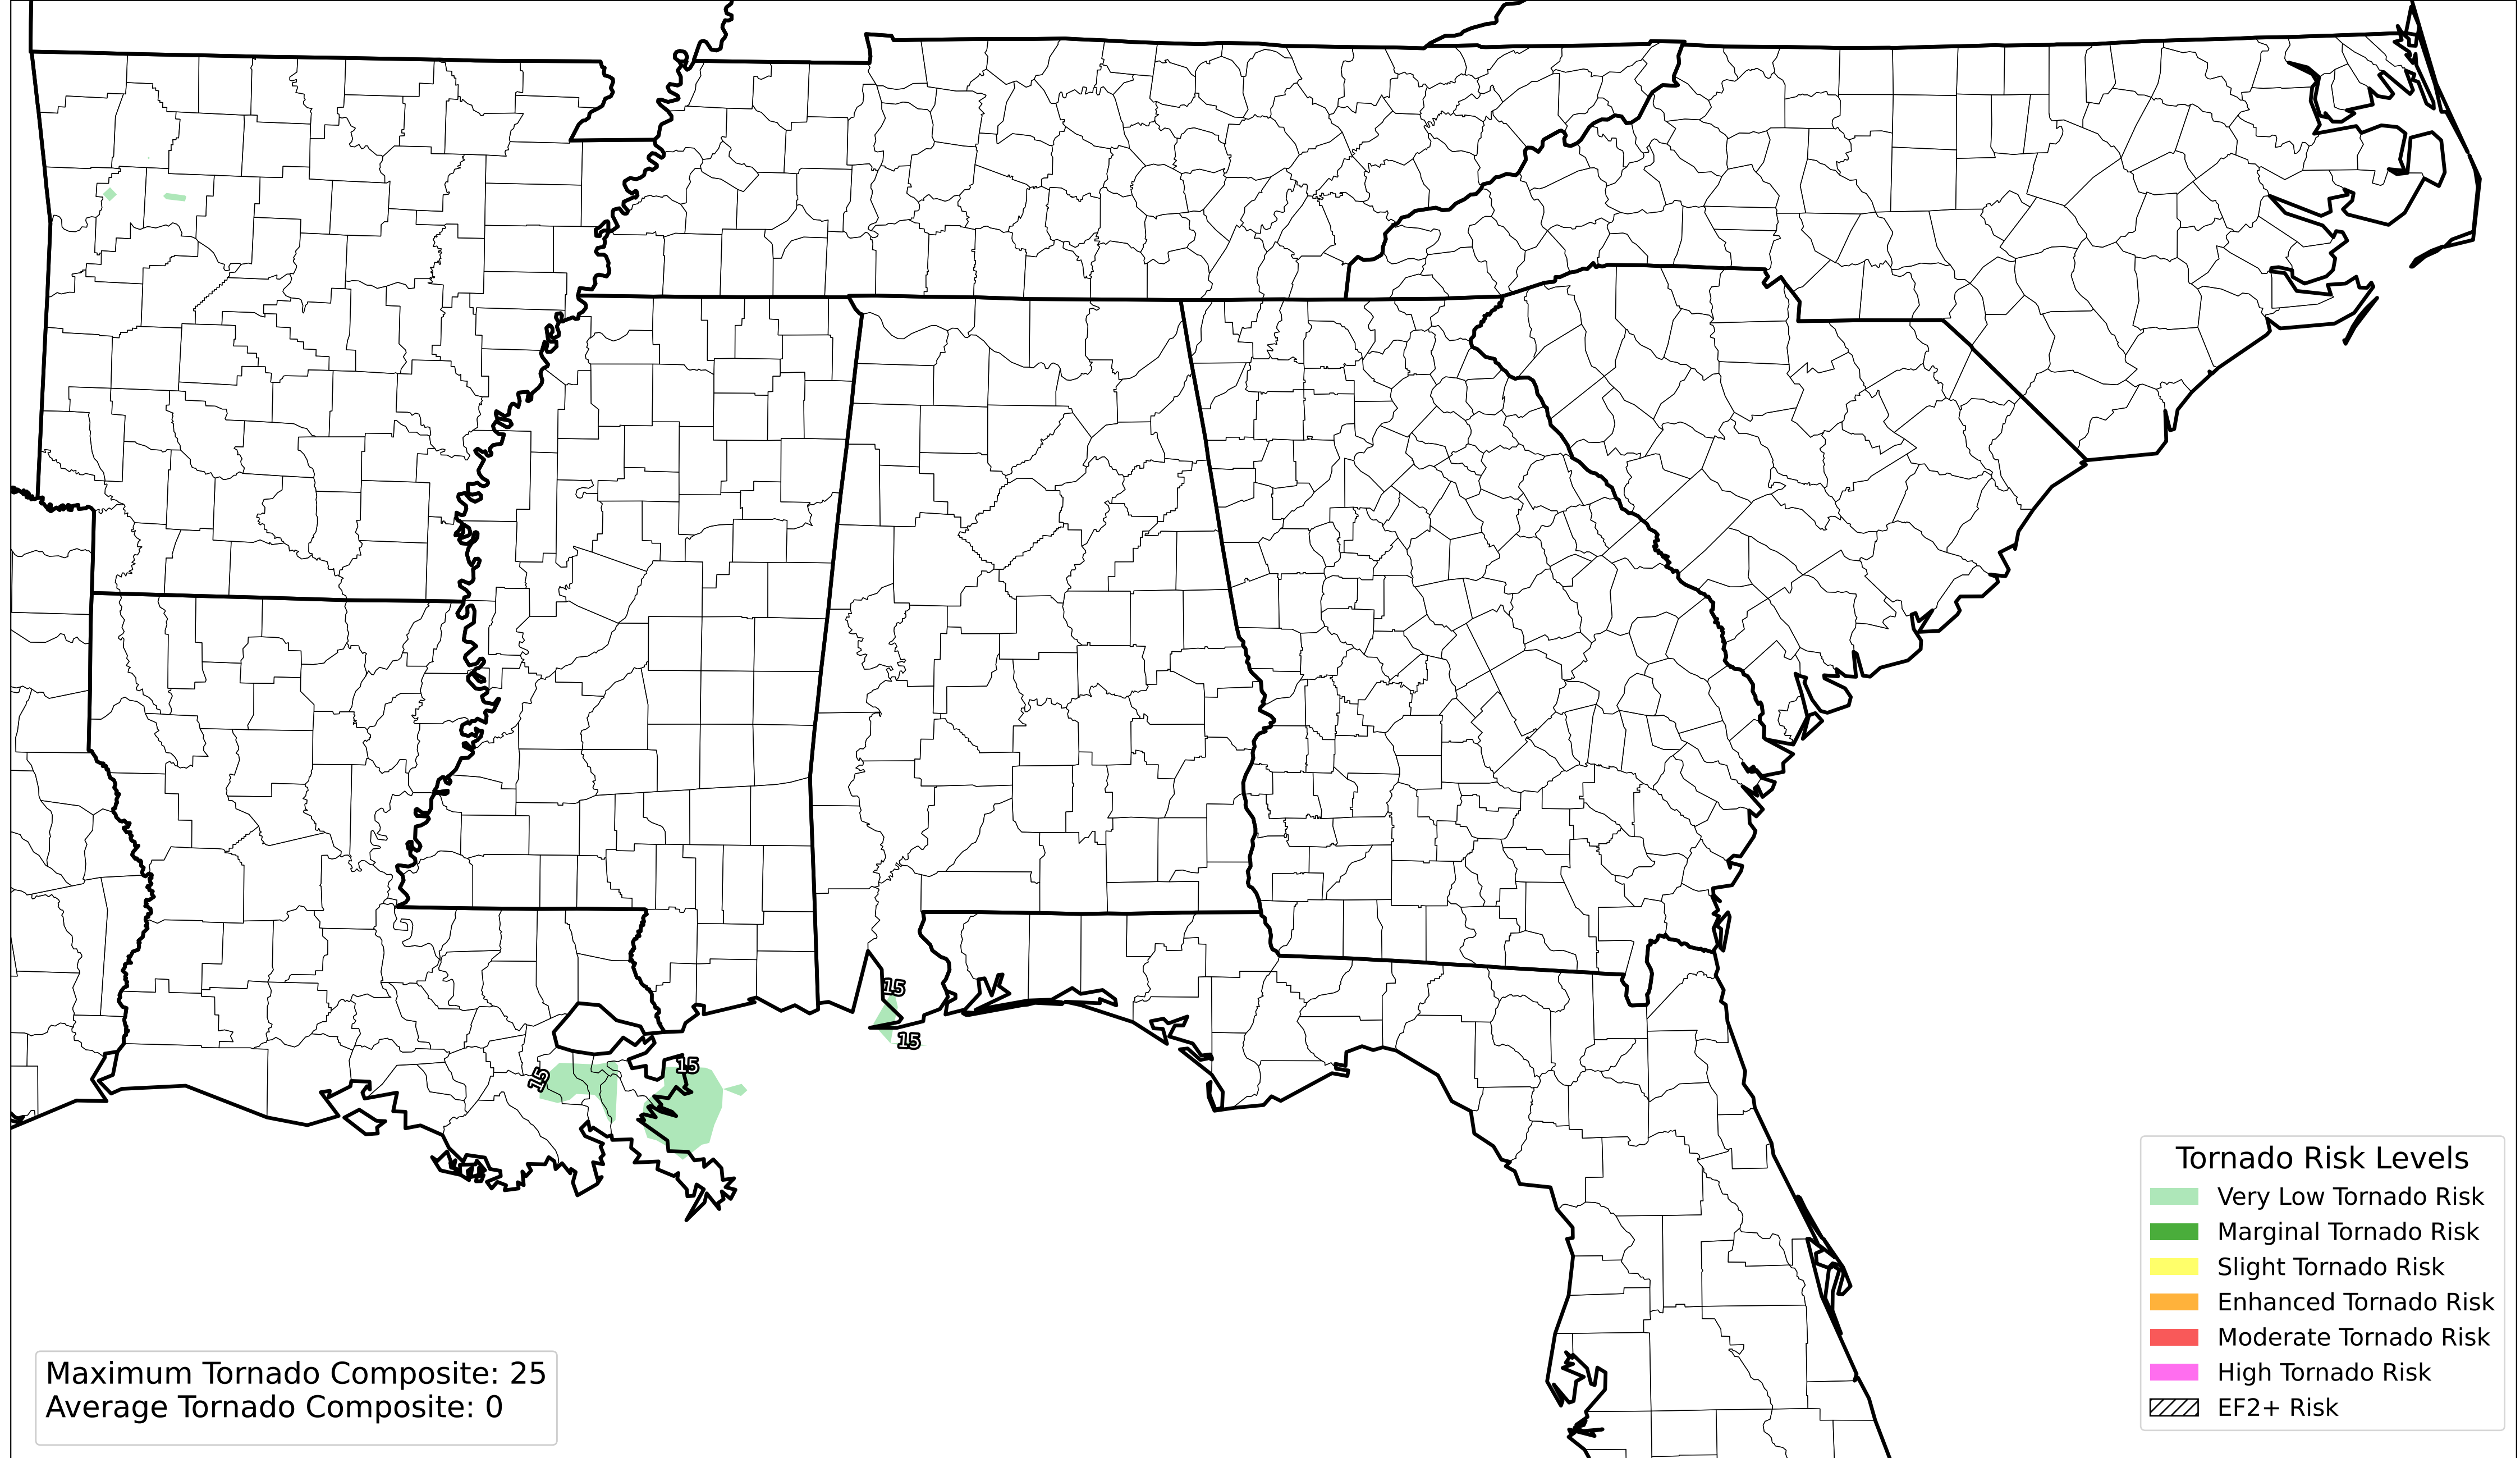 15
15
15
15
Tornado Risk Levels
Very Low Tornado Risk
Marginal Tornado Risk
Slight Tornado Risk
Enhanced Tornado Risk
Moderate Tornado Risk
High Tornado Risk
EF2+ Risk
Maximum Tornado Composite: 25
Average Tornado Composite: 0